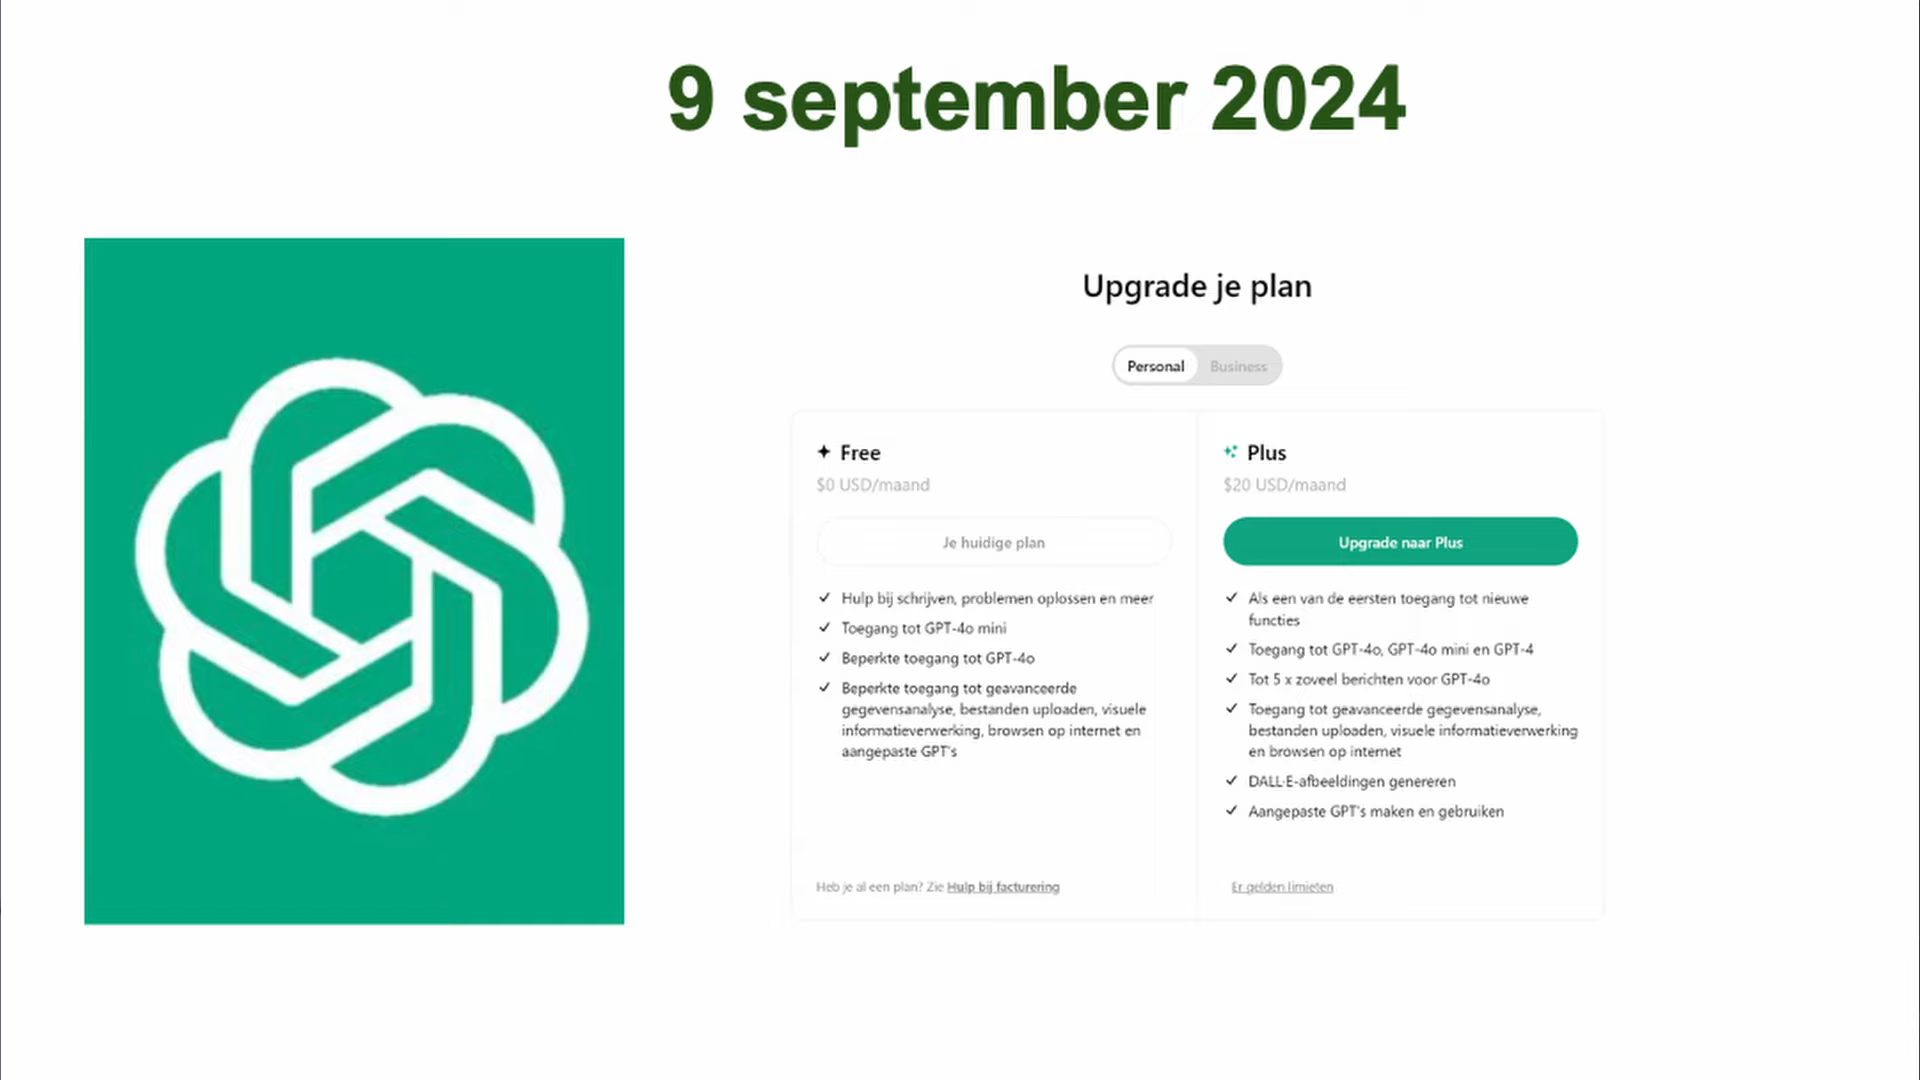 9 september 2024
Upgrade je plan
Personal Business
Free
$0 USD/maand
Je huidige plan
Hulp bij schrijven, problemen oplossen en meer
Toegang tot GPT-4o mini
Beperkte toegang tot GPT-4o
Beperkte toegang tot geavanceerde
gegevensanalyse, bestanden uploaden, visuele
informatieverwerking, browsen op internet en
aangepaste GPT's
Heb je al een plan? Zie Hulp bij facturering
Plus
$20 USD/maand
Upgrade naar Plus
Als een van de eersten toegang tot nieuwe
functies
Toegang tot GPT-4o, GPT-4o mini en GPT-4
Tot 5 x zoveel berichten voor GPT-4o
Toegang tot geavanceerde gegevensanalyse,
bestanden uploaden, visuele informatieverwerking
en browsen op internet
DALL·E-afbeeldingen genereren
Aangepaste GPT's maken en gebruiken
Er gelden limieten